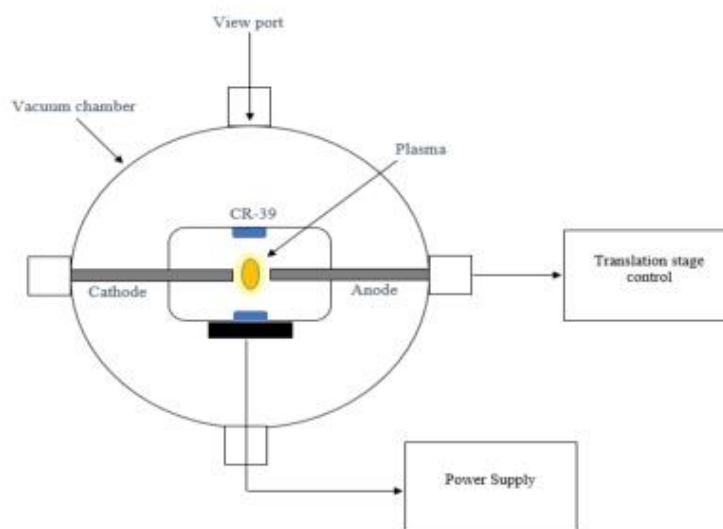 View port
Vacuum chamber
Plasma
CR-39
Cathode
Anode
Translation stage
control
Power Supply